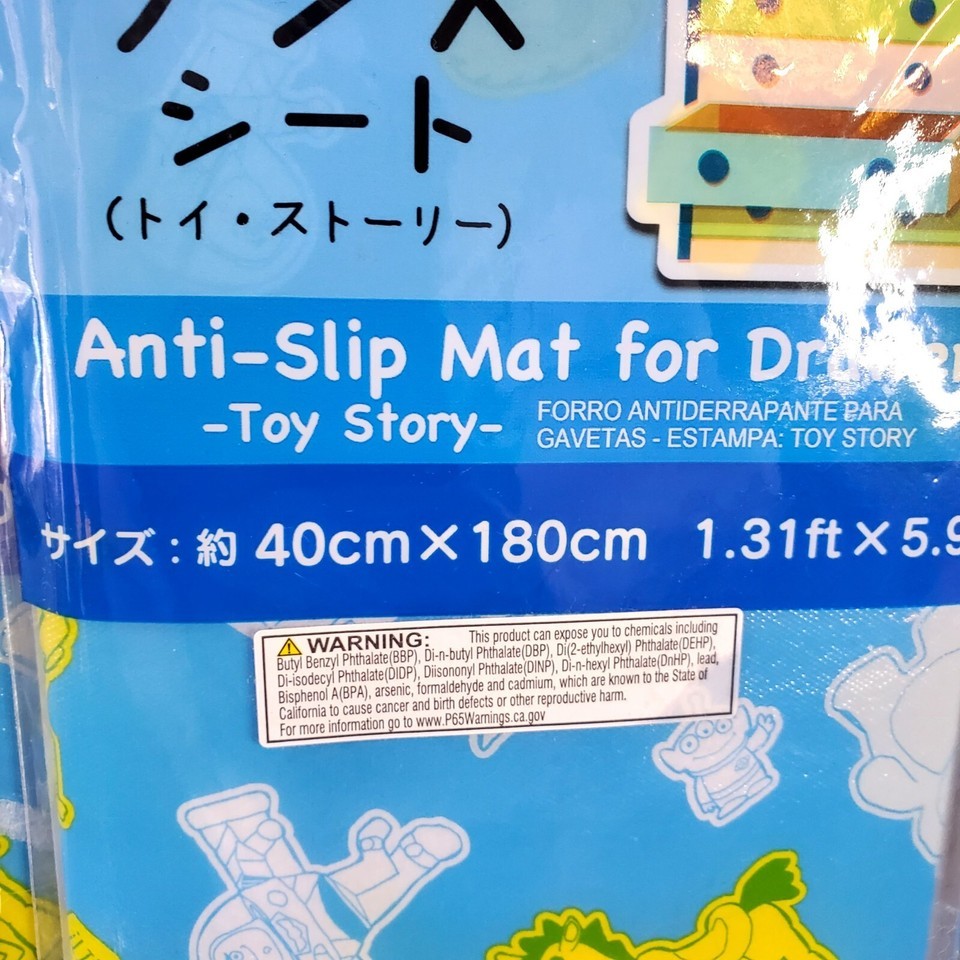 シート
(トイ・ストーリー)
Anti-Slip Mat for
-Toy Story-
FORRO ANTIDERRAPANTE PARA
GAVETAS - ESTAMPA: TOY STORY
サイズ：約 40cm×180cm 1.31ft×5.9
WARNING: This product can expose you to chemicals including
Butyl Benzyl Phthalate(BBP), Di-n-butyl Phthalate(DBP), Di(2-ethylhexyl) Phthalate(DEHP),
Di-isodecyl Phthalate(DIDP), Diisononyl Phthalate(DINP), Di-n-hexyl Phthalate(DnHP), lead,
Bisphenol A(BPA), arsenic, formaldehyde and cadmium, which are known to the State of
California to cause cancer and birth defects or other reproductive harm.
For more information go to www.P65Warnings.ca.gov